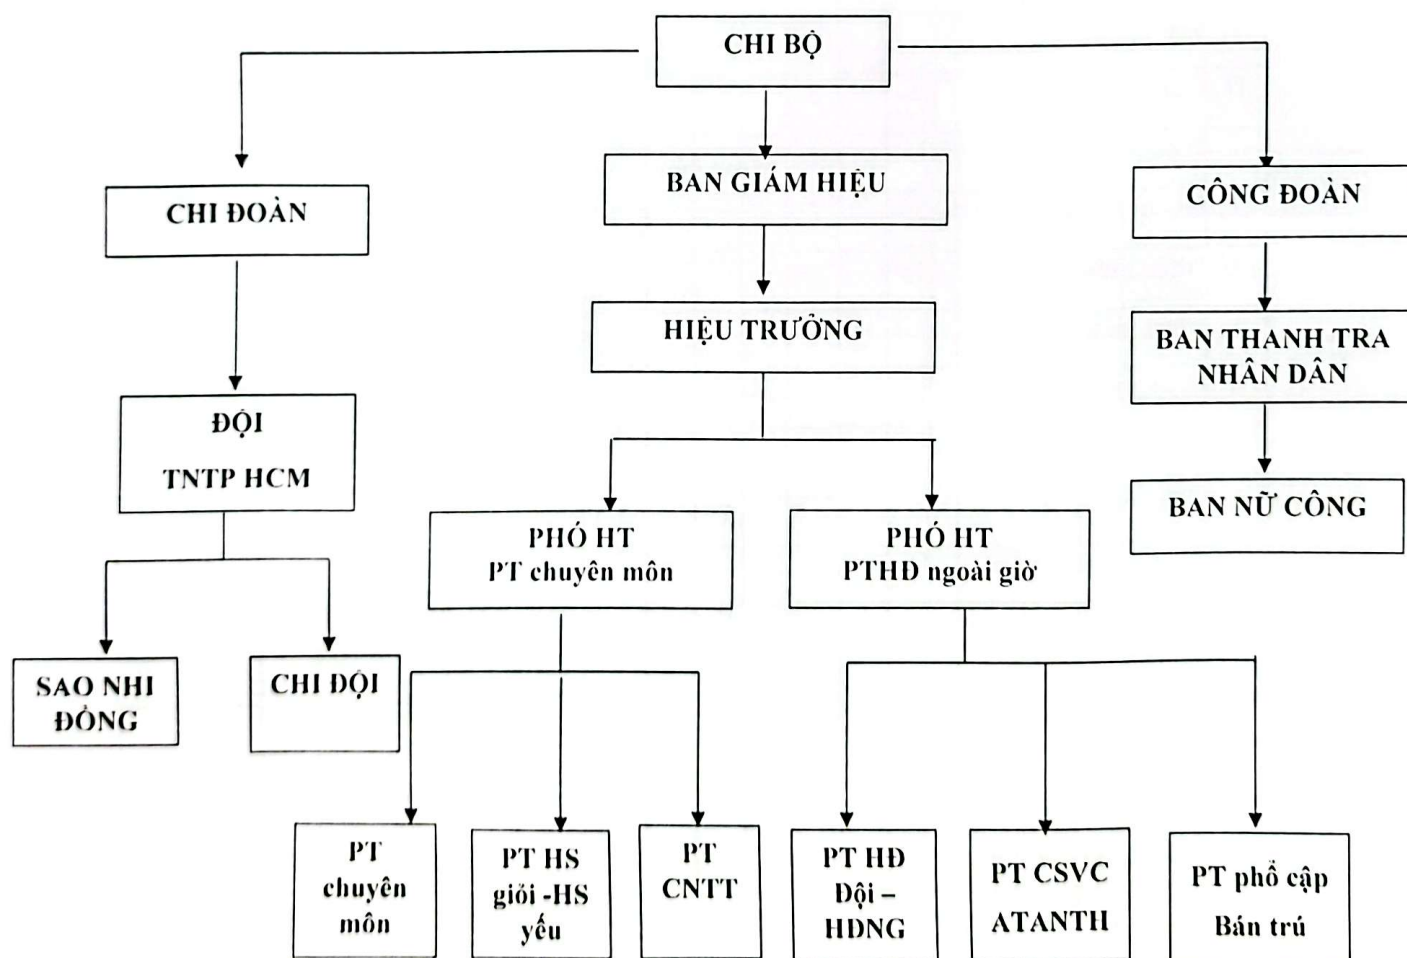 CHI BỘ
CHI ĐOÀN
BAN GIÁM HIỆU
CÔNG ĐOÀN
HIỆU TRƯỞNG
BAN THANH TRA
NHÂN DÂN
ĐỘI
TNTP HCM
BAN NỮ CÔNG
PHÓ HT
PT chuyên môn
PHÓ HT
PTHĐ ngoài giờ
SAO NHI
ĐỒNG
CHI ĐỘI
PT
chuyên
môn
PT HS
giỏi -HS
yếu
PT
CNTT
PT HĐ
Đội –
HĐNG
PT CSVC
ATANTH
PT phổ cập
Bán trú